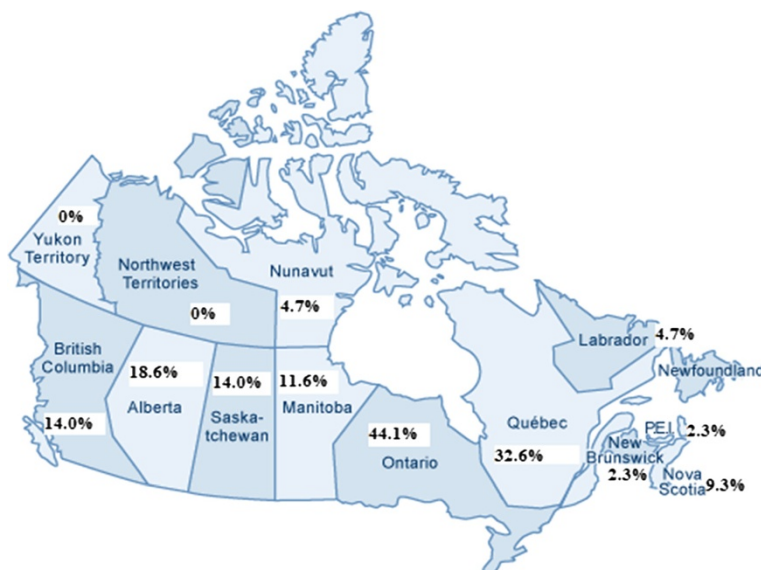 0%
Yukon
Territory
Northwest
Territories
0%
Nunavut
4.7%
British
Columbia
14.0%
18.6%
Alberta
14.0%
Saska-
tchewan
11.6%
Manitoba
44.1%
Ontario
Québec
32.6%
Labrador 4.7%
Newfoundland
PEI 2.3%
New
Brunswick
2.3%
Nova
Scotia 9.3%